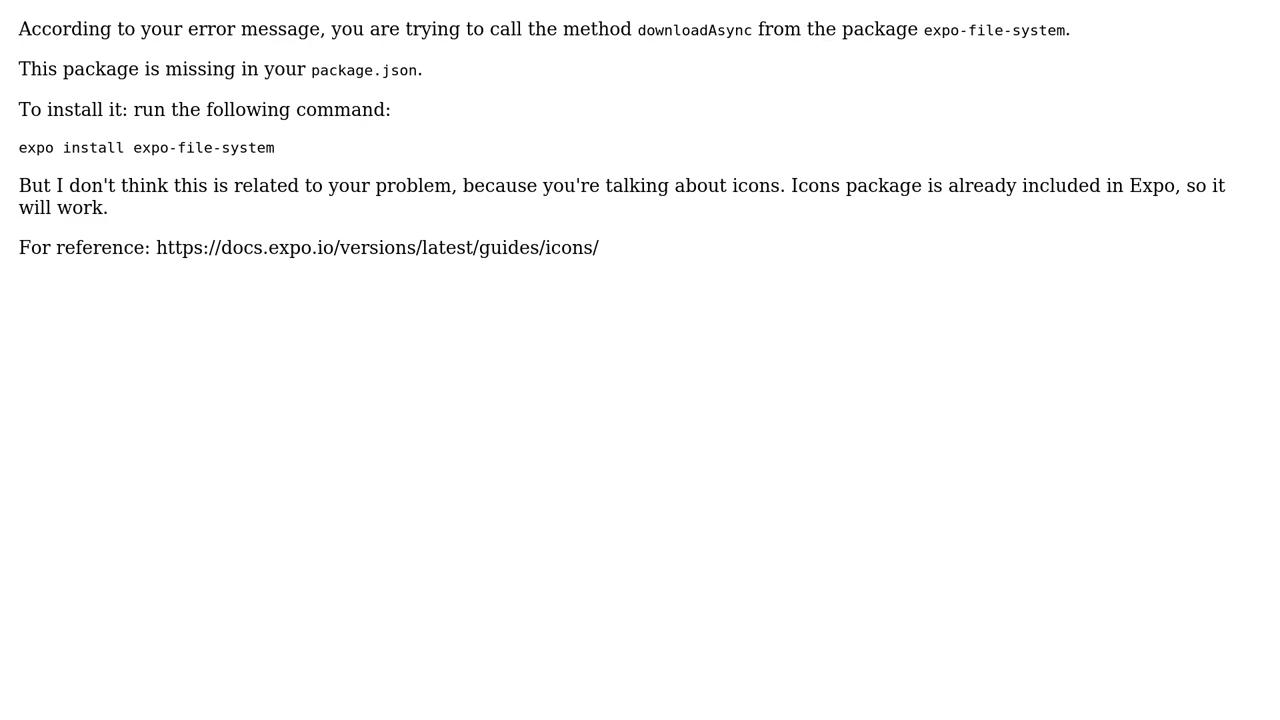 According to your error message, you are trying to call the method downloadAsync from the package expo-file-system.
This package is missing in your package.json.
To install it: run the following command:
expo install expo-file-system
But I don't think this is related to your problem, because you're talking about icons. Icons package is already included in Expo, so it
will work.
For reference: https://docs.expo.io/versions/latest/guides/icons/